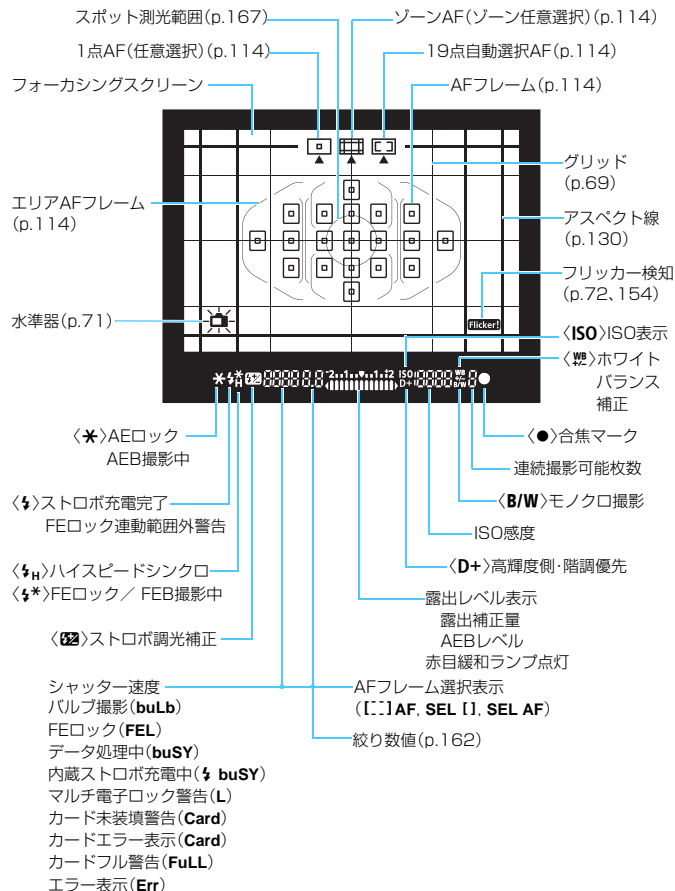 スポット測光範囲(p.167)
ゾーンAF(ゾーン任意選択)(p.114)
1点AF(任意選択)(p.114)
19点自動選択AF(p.114)
フォーカシングスクリーン
AFフレーム(p.114)
グリッド
(p.69)
エリアAFフレーム
(p.114)
アスペクト線
(p.130)
フリッカー検知
(p.72、154)
水準器(p.71)
Flicker!
〈ISO〉ISO表示
〈WB+/-〉ホワイト
バランス
補正
-2..1..▼..1.+2 ISO WB
D+ B/W
〈✱〉AEロック
AEB撮影中
〈●〉合焦マーク
連続撮影可能枚数
〈⚡〉ストロボ充電完了
FEロック連動範囲外警告
〈B/W〉モノクロ撮影
ISO感度
〈⚡H〉ハイスピードシンクロ
〈⚡*〉FEロック／ FEB撮影中
〈D+〉高輝度側・階調優先
露出レベル表示
露出補正量
AEBレベル
赤目緩和ランプ点灯
〈⚡±〉ストロボ調光補正
シャッター速度
バルブ撮影(buLb)
FEロック(FEL)
データ処理中(buSY)
内蔵ストロボ充電中(⚡ buSY)
マルチ電子ロック警告(L)
カード未装填警告(Card)
カードエラー表示(Card)
カードフル警告(FuLL)
エラー表示(Err)
AFフレーム選択表示
([ ] AF, SEL [ ], SEL AF)
絞り数値(p.162)